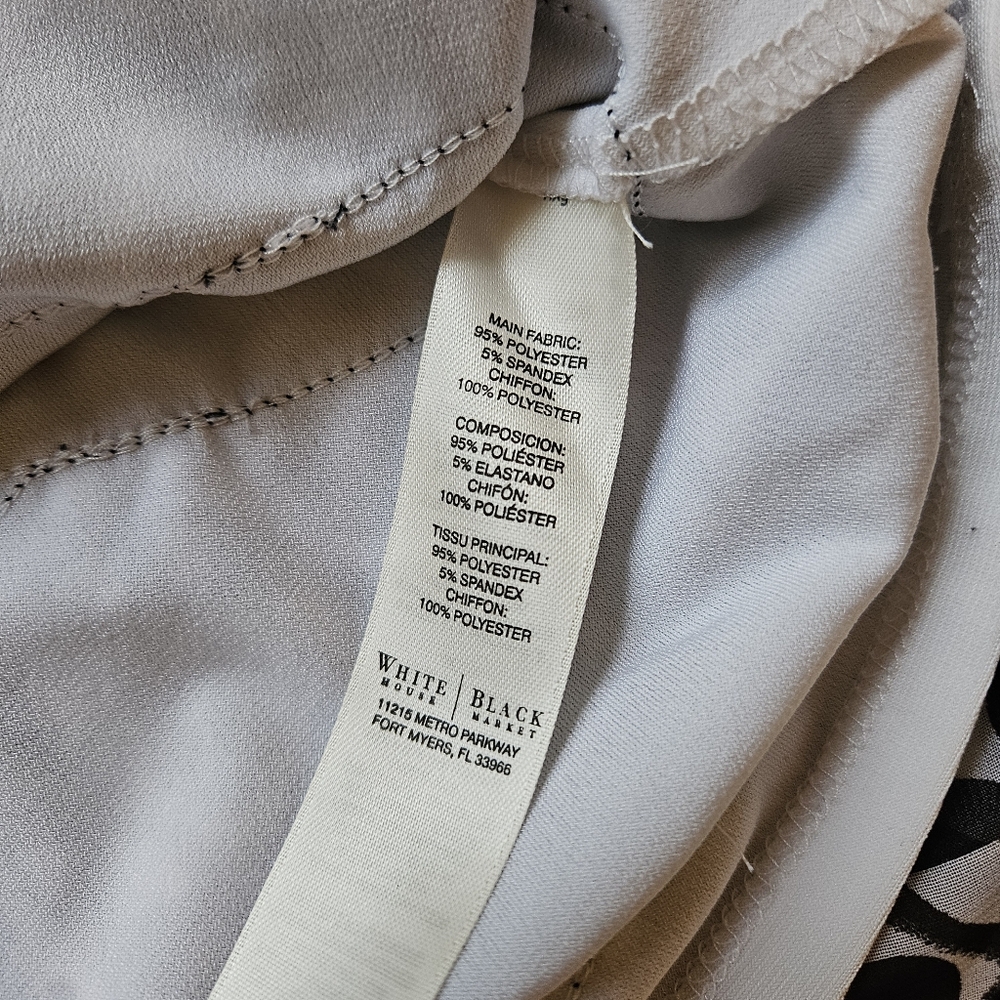 MAIN FABRIC:
95% POLYESTER
5% SPANDEX
CHIFFON:
100% POLYESTER
COMPOSICION:
95% POLIÉSTER
5% ELASTANO
CHIFÓN:
100% POLIÉSTER
TISSU PRINCIPAL:
95% POLYESTER
5% SPANDEX
CHIFFON:
100% POLYESTER
WHITE | BLACK
HOUSE MARKET
11215 METRO PARKWAY
FORT MYERS, FL 33966